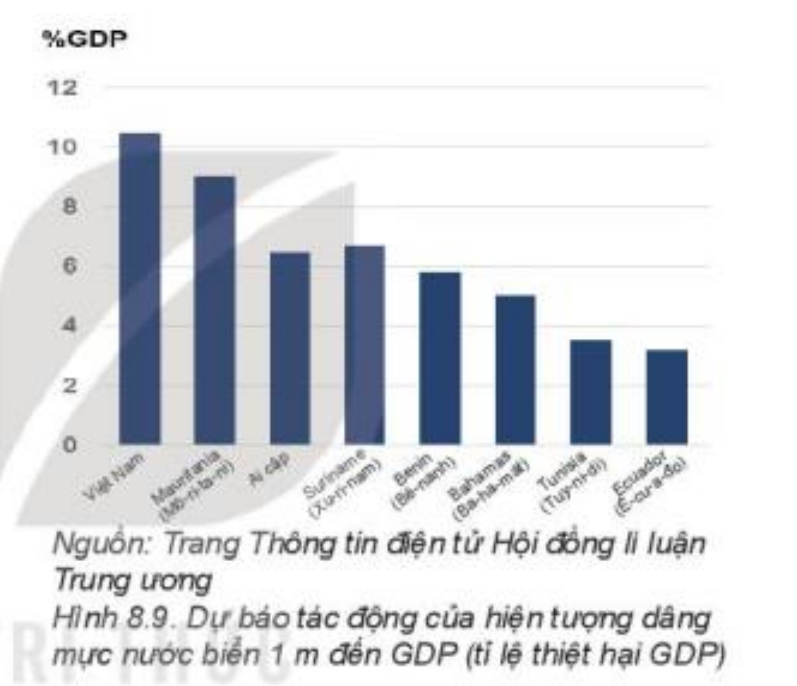 %GDP
12
10
8
6
4
2
0
Việt Nam
Mauritania
(Mô-ri-ta-ni)
Ai cập
Suriname
(Xu-ri-nam)
Benin
(Bê-nanh)
Bahamas
(Ba-ha-mát)
Tunisia
(Tuy-ni-di)
Ecuador
(Ê-cu-a-đo)
Nguồn: Trang Thông tin điện tử Hội đồng lí luận
Trung ương
Hình 8.9. Dự báo tác động của hiện tượng dâng
mực nước biển 1 m đến GDP (tỉ lệ thiệt hại GDP)
TRI THỨC